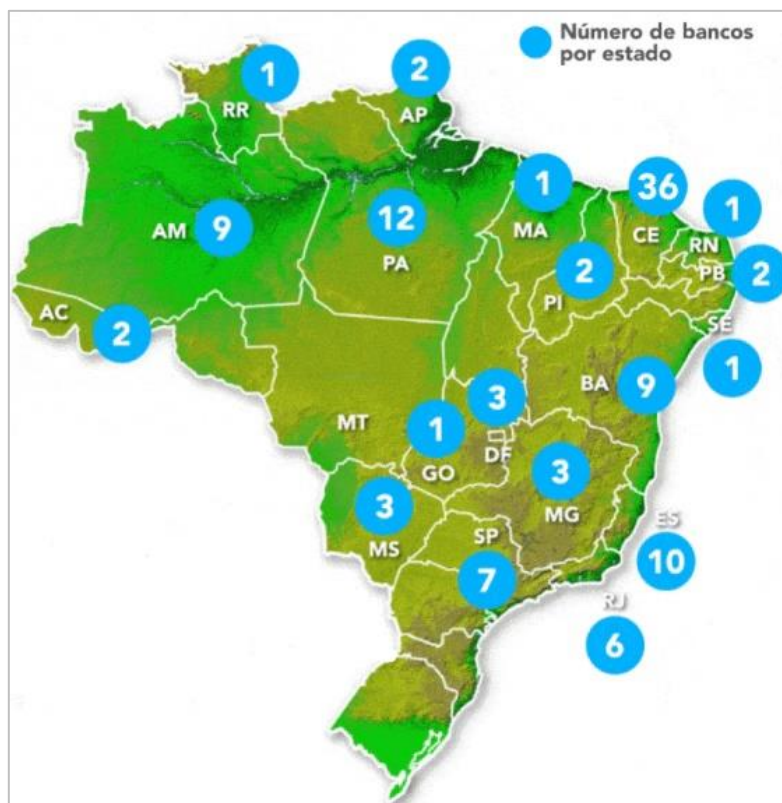 Número de bancos
por estado
1
2
RR
AP
36
1
1
9
12
MA
CE
RN
AM
PA
2
PB
2
PI
AC
2
SE
1
BA
9
3
MT
1
DF
GO
3
3
MG
MS
SP
ES
7
10
RJ
6